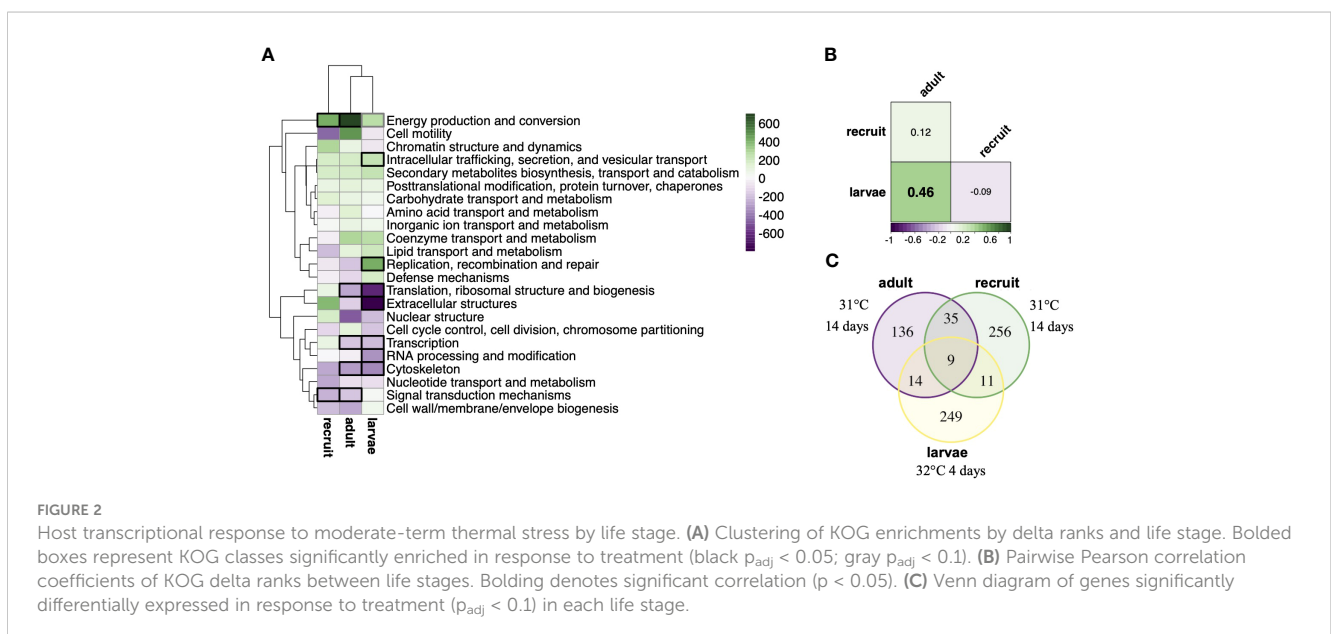 A
Energy production and conversion
Cell motility
Chromatin structure and dynamics
Intracellular trafficking, secretion, and vesicular transport
Secondary metabolites biosynthesis, transport and catabolism
Posttranslational modification, protein turnover, chaperones
Carbohydrate transport and metabolism
Amino acid transport and metabolism
Inorganic ion transport and metabolism
Coenzyme transport and metabolism
Lipid transport and metabolism
Replication, recombination and repair
Defense mechanisms
Translation, ribosomal structure and biogenesis
Extracellular structures
Nuclear structure
Cell cycle control, cell division, chromosome partitioning
Transcription
RNA processing and modification
Cytoskeleton
Nucleotide transport and metabolism
Signal transduction mechanisms
Cell wall/membrane/envelope biogenesis
recruit
adult
larvae
600
400
200
0
-200
-400
-600
B
adult
recruit
recruit
0.12
larvae
0.46
-0.09
-1 -0.6 -0.2 0.2 0.6 1
C
adult
recruit
31°C
14 days
31°C
14 days
136
35
256
9
14
11
249
larvae
32°C 4 days
FIGURE 2
Host transcriptional response to moderate-term thermal stress by life stage. (A) Clustering of KOG enrichments by delta ranks and life stage. Bolded
boxes represent KOG classes significantly enriched in response to treatment (black padj < 0.05; gray padj < 0.1). (B) Pairwise Pearson correlation
coefficients of KOG delta ranks between life stages. Bolding denotes significant correlation (p < 0.05). (C) Venn diagram of genes significantly
differentially expressed in response to treatment (padj < 0.1) in each life stage.